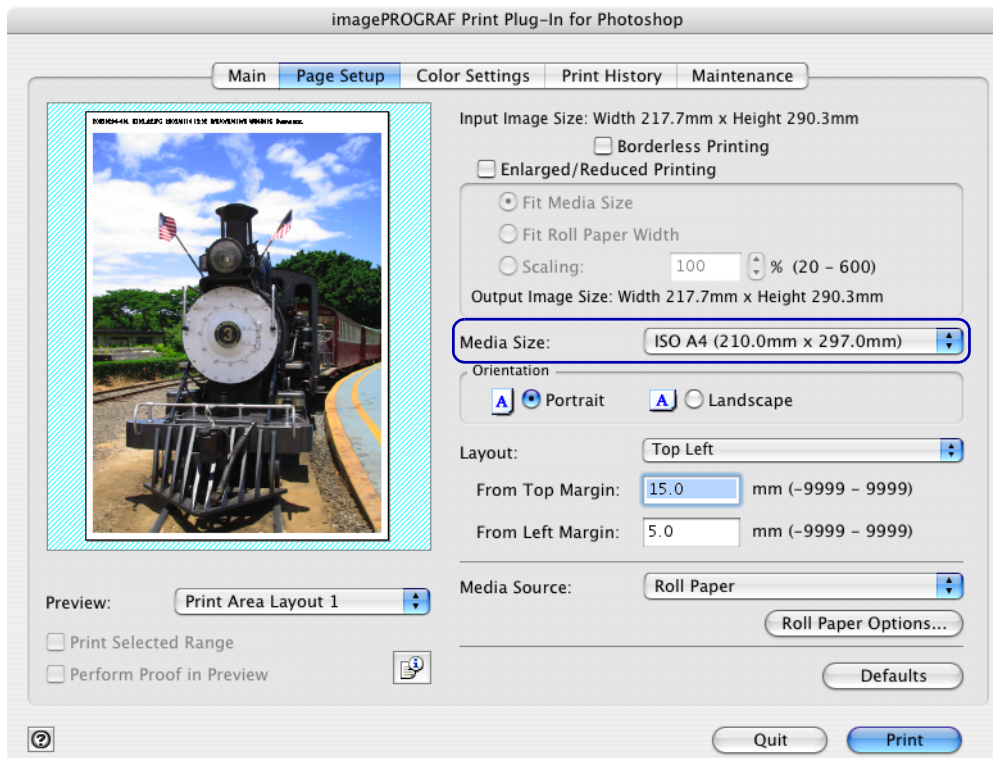 imagePROGRAF Print Plug-In for Photoshop
Main Page Setup Color Settings Print History Maintenance
Input Image Size: Width 217.7mm x Height 290.3mm
Borderless Printing
Enlarged/Reduced Printing
Fit Media Size
Fit Roll Paper Width
Scaling: 100 % (20 – 600)
Output Image Size: Width 217.7mm x Height 290.3mm
Media Size: ISO A4 (210.0mm x 297.0mm)
Orientation
A Portrait A Landscape
Layout: Top Left
From Top Margin: 15.0 mm (-9999 – 9999)
From Left Margin: 5.0 mm (-9999 – 9999)
Media Source: Roll Paper
Roll Paper Options...
Defaults
3
Preview: Print Area Layout 1
Print Selected Range
Perform Proof in Preview
? Quit Print